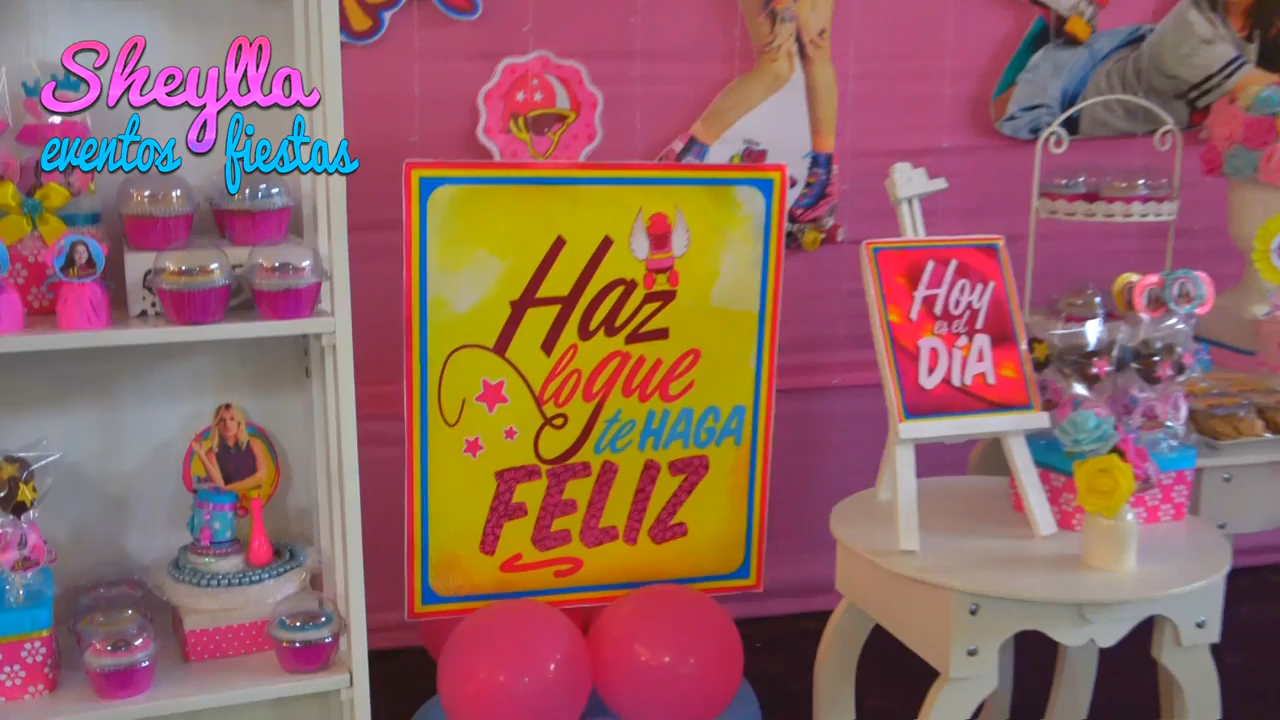 Sheylla
eventos fiestas
Haz
lo que
te HAGA
FELIZ
Hoy
es el
DÍA